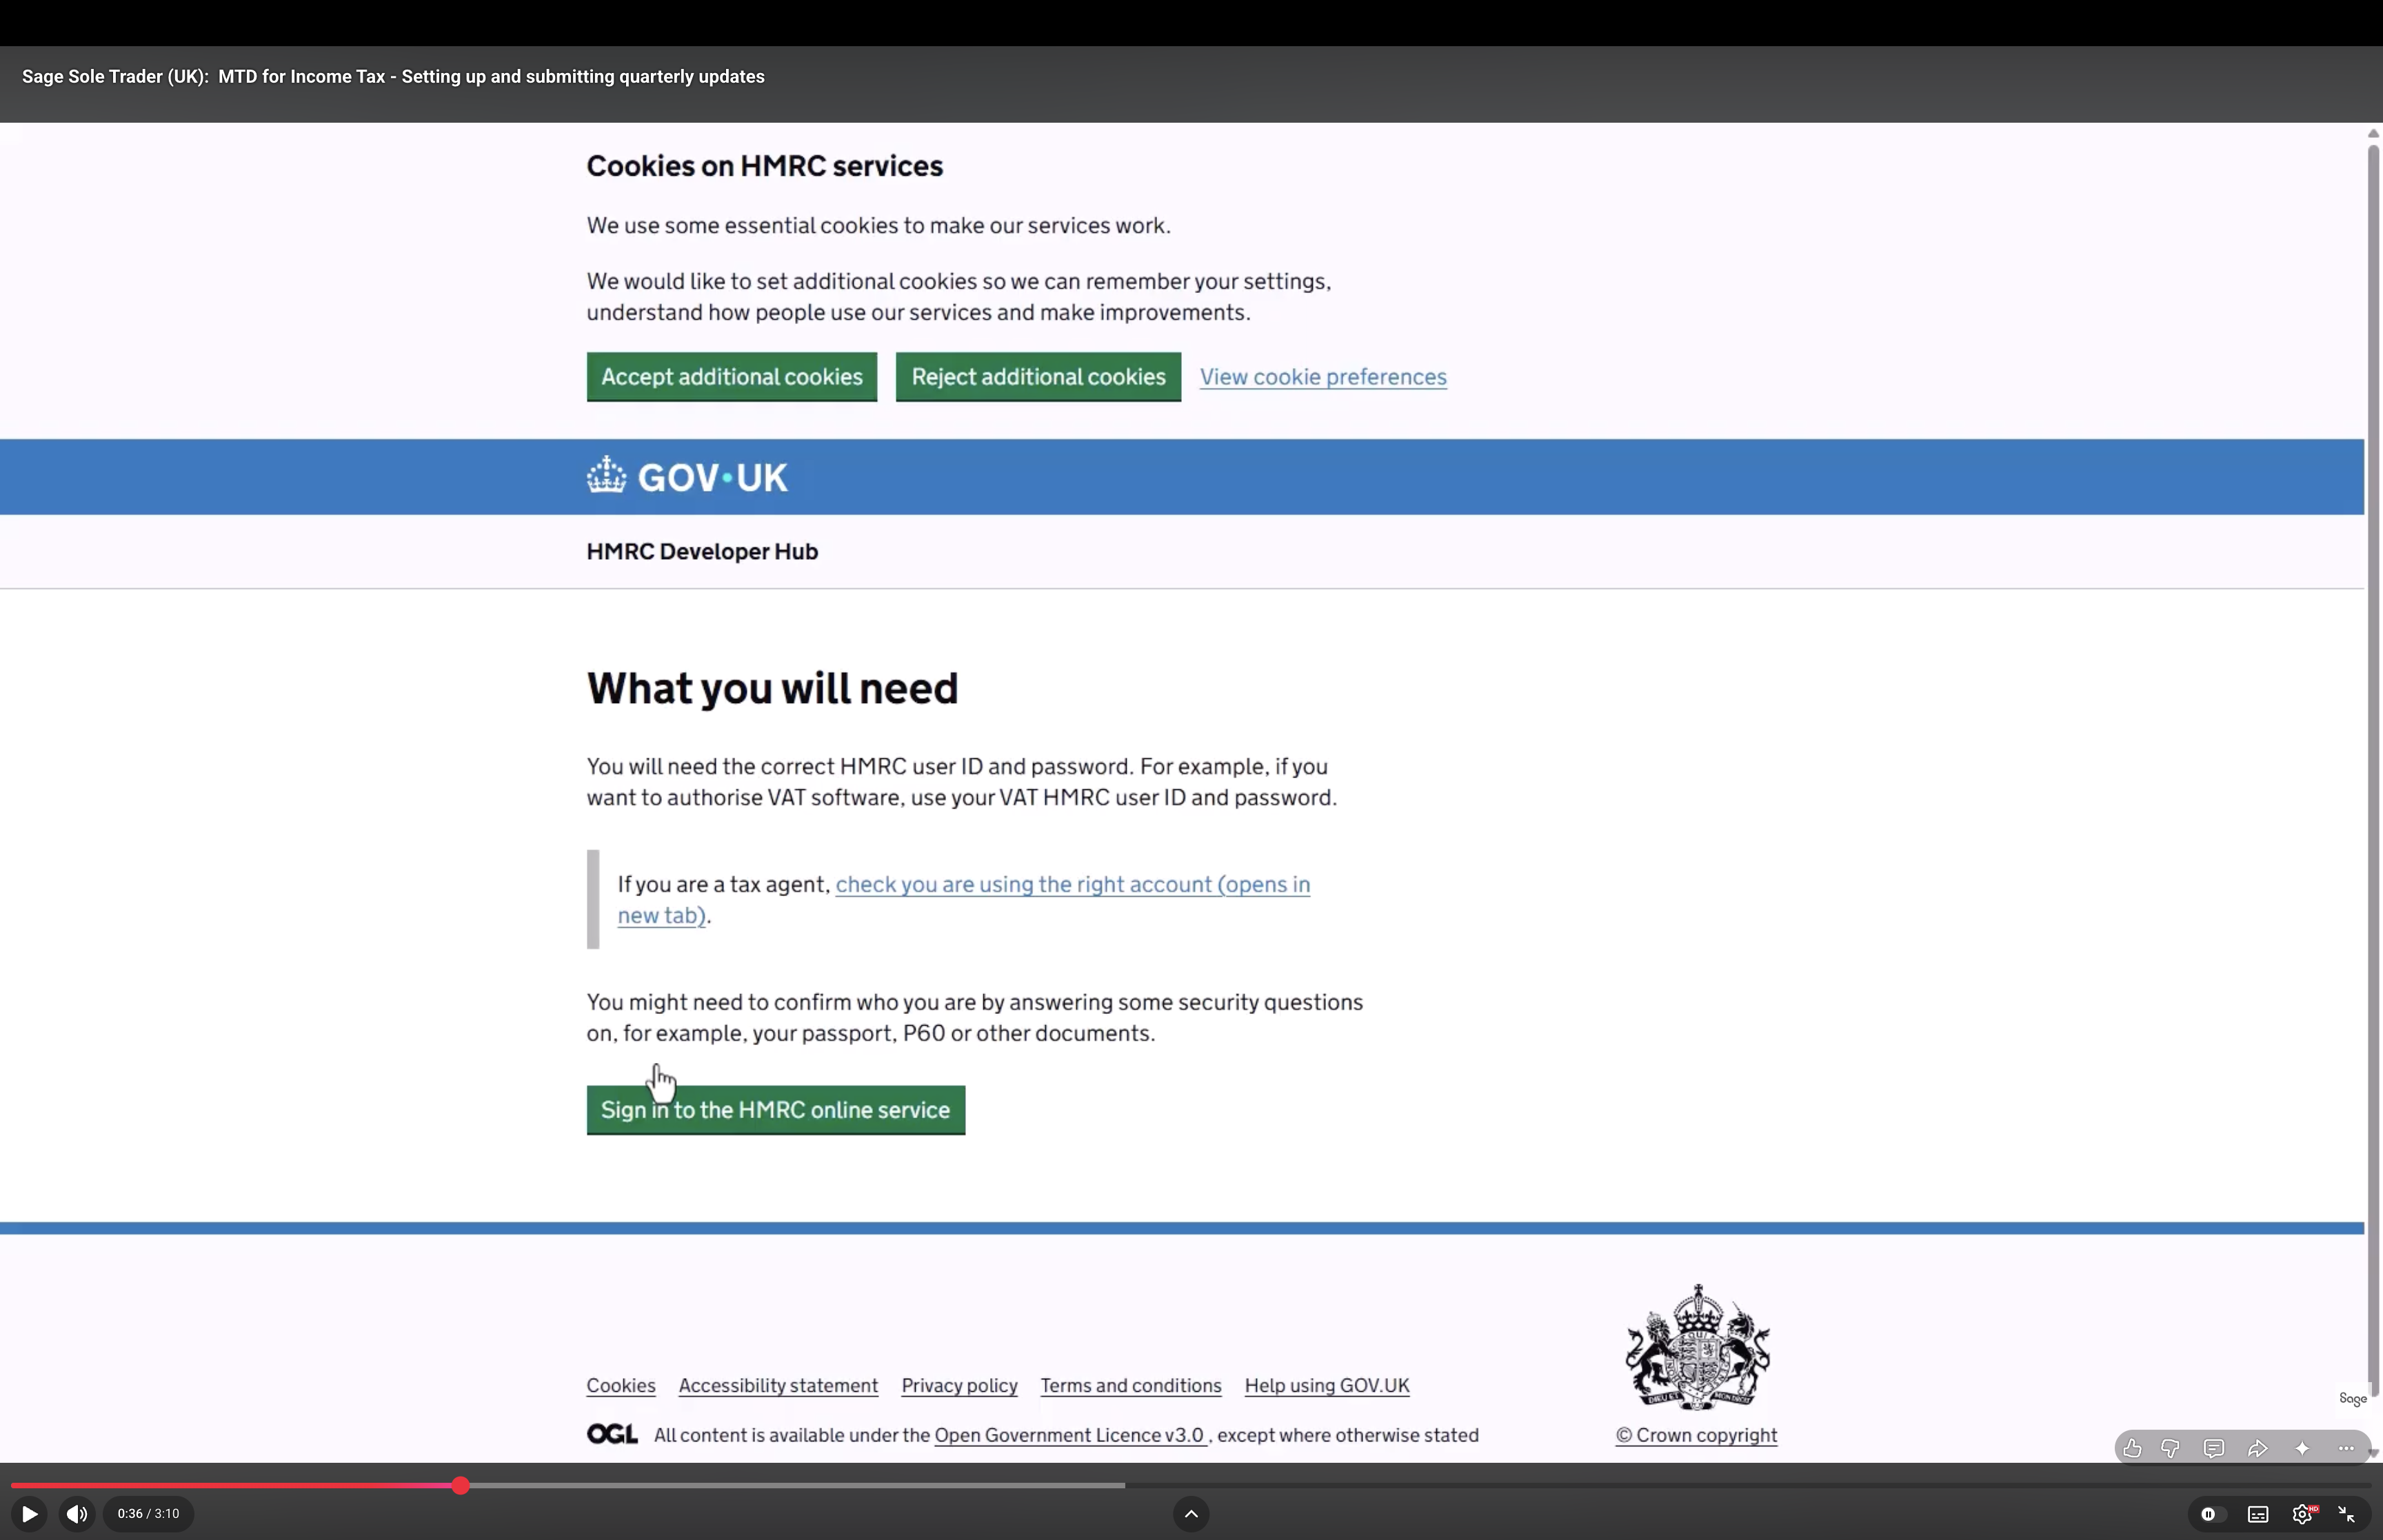 Sage Sole Trader (UK):  MTD for Income Tax - Setting up and submitting quarterly updates
Cookies on HMRC services
We use some essential cookies to make our services work.
We would like to set additional cookies so we can remember your settings,
understand how people use our services and make improvements.
Accept additional cookies
Reject additional cookies
View cookie preferences
GOV·UK
HMRC Developer Hub
What you will need
You will need the correct HMRC user ID and password. For example, if you
want to authorise VAT software, use your VAT HMRC user ID and password.
If you are a tax agent, check you are using the right account (opens in
new tab).
You might need to confirm who you are by answering some security questions
on, for example, your passport, P60 or other documents.
Sign in to the HMRC online service
Cookies
Accessibility statement
Privacy policy
Terms and conditions
Help using GOV.UK
Sage
OGL
All content is available under the Open Government Licence v3.0 , except where otherwise stated
© Crown copyright
0:36 / 3:10
HD